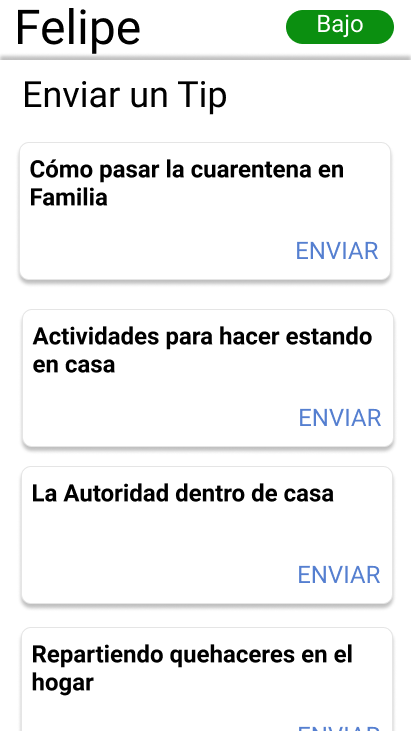 Felipe
Bajo
Enviar un Tip
Cómo pasar la cuarentena en
Familia
ENVIAR
Actividades para hacer estando
en casa
ENVIAR
La Autoridad dentro de casa
ENVIAR
Repartiendo quehaceres en el
hogar
ENVIAR